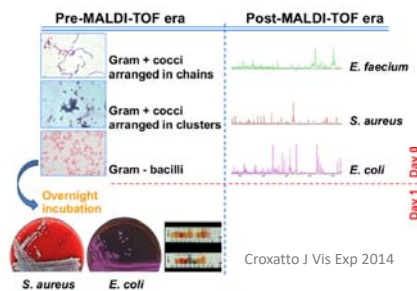 Pre-MALDI-TOF era
Post-MALDI-TOF era
Gram + cocci
arranged in chains
E. faecium
Gram + cocci
arranged in clusters
S. aureus
Gram - bacilli
E. coli
Day 0
Day 1
Overnight
incubation
Croxatto J Vis Exp 2014
S. aureus
E. coli